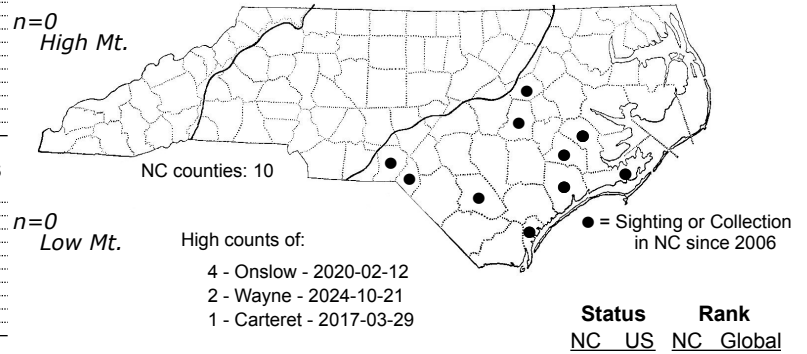 n=0
High Mt.
NC counties: 10
n=0
Low Mt.
High counts of:
4 - Onslow - 2020-02-12
2 - Wayne - 2024-10-21
1 - Carteret - 2017-03-29
● = Sighting or Collection
in NC since 2006
Status Rank
NC US NC Global